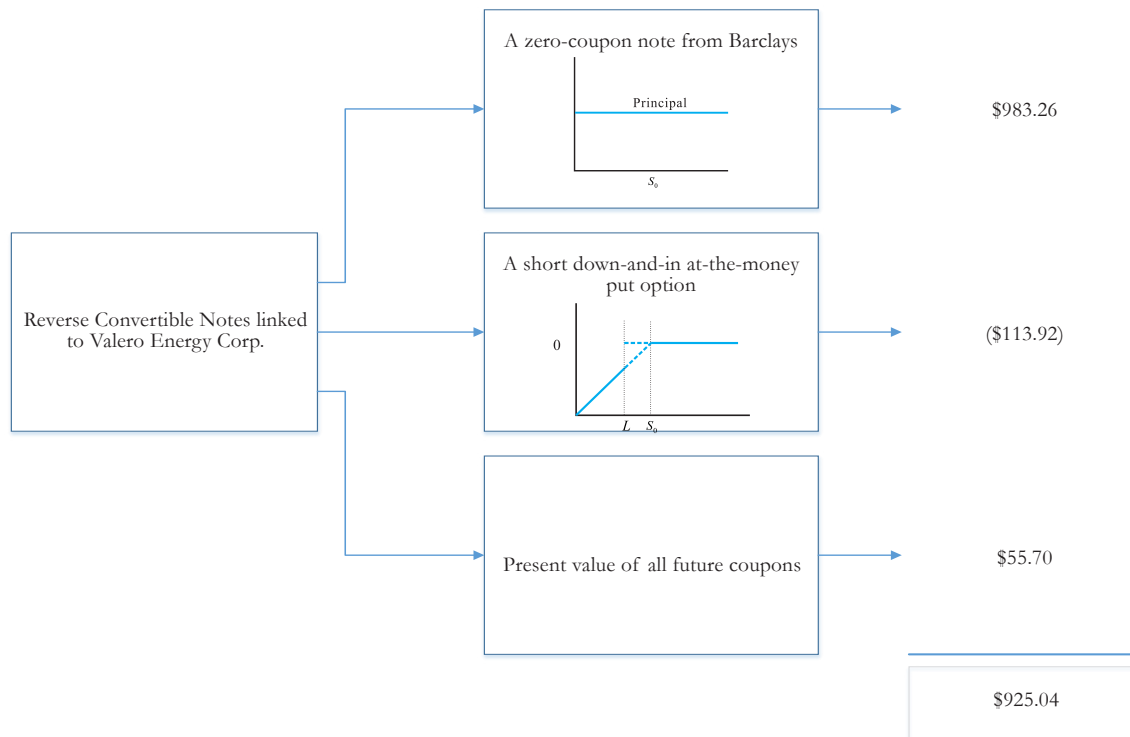 A zero-coupon note from Barclays
Principal
S₀
$983.26
Reverse Convertible Notes linked
to Valero Energy Corp.
A short down-and-in at-the-money
put option
0
L S₀
($113.92)
Present value of all future coupons
$55.70
$925.04